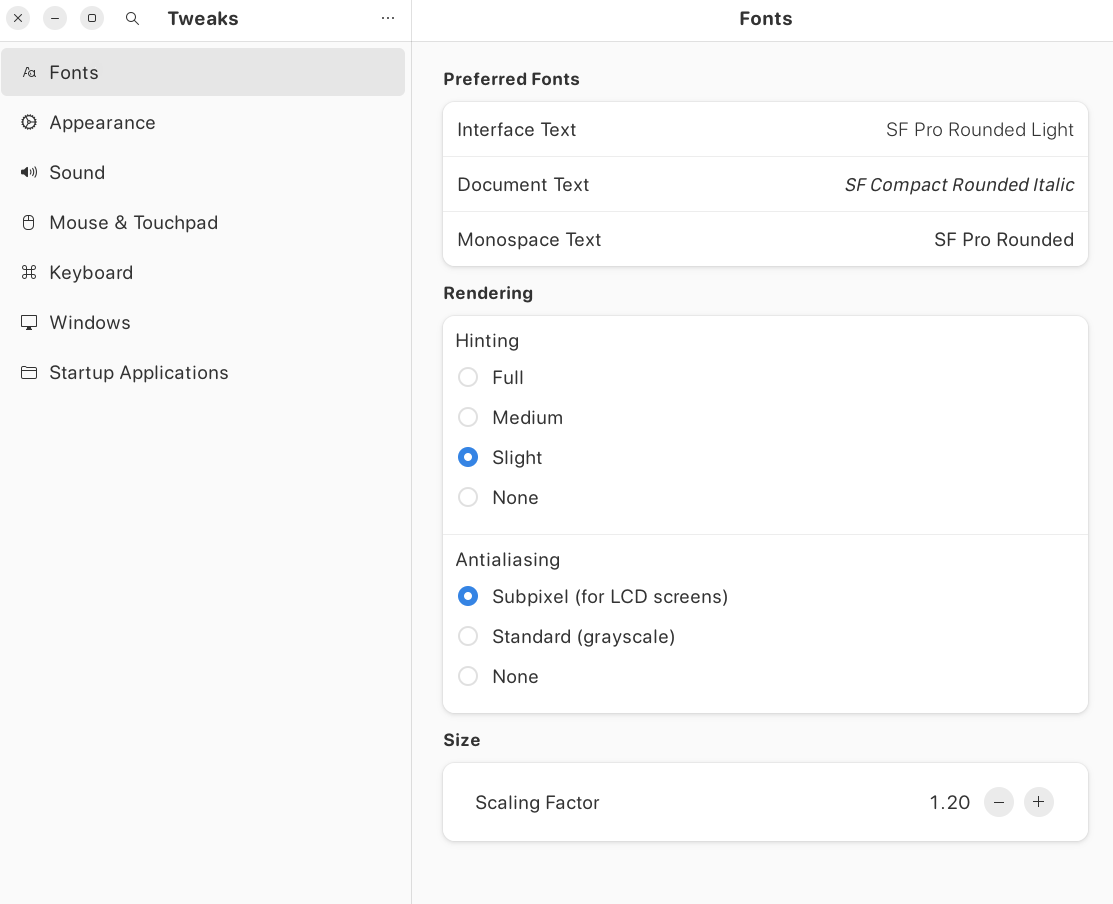 Tweaks
Fonts
Appearance
Sound
Mouse & Touchpad
Keyboard
Windows
Startup Applications
Fonts
Preferred Fonts
Interface Text SF Pro Rounded Light
Document Text SF Compact Rounded Italic
Monospace Text SF Pro Rounded
Rendering
Hinting
Full
Medium
Slight
None
Antialiasing
Subpixel (for LCD screens)
Standard (grayscale)
None
Size
Scaling Factor 1.20